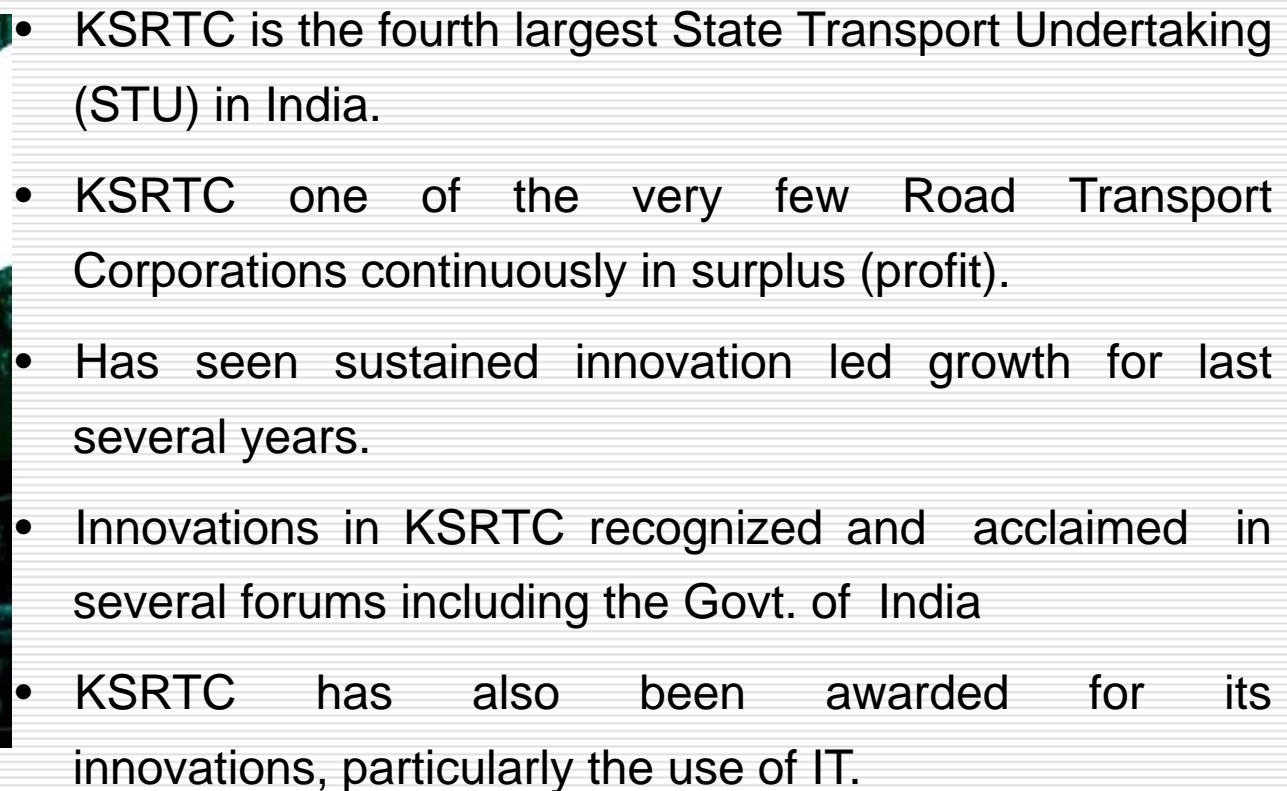 • KSRTC is the fourth largest State Transport Undertaking
(STU) in India.
• KSRTC one of the very few Road Transport
Corporations continuously in surplus (profit).
• Has seen sustained innovation led growth for last
several years.
• Innovations in KSRTC recognized and acclaimed in
several forums including the Govt. of India
• KSRTC has also been awarded for its
innovations, particularly the use of IT.